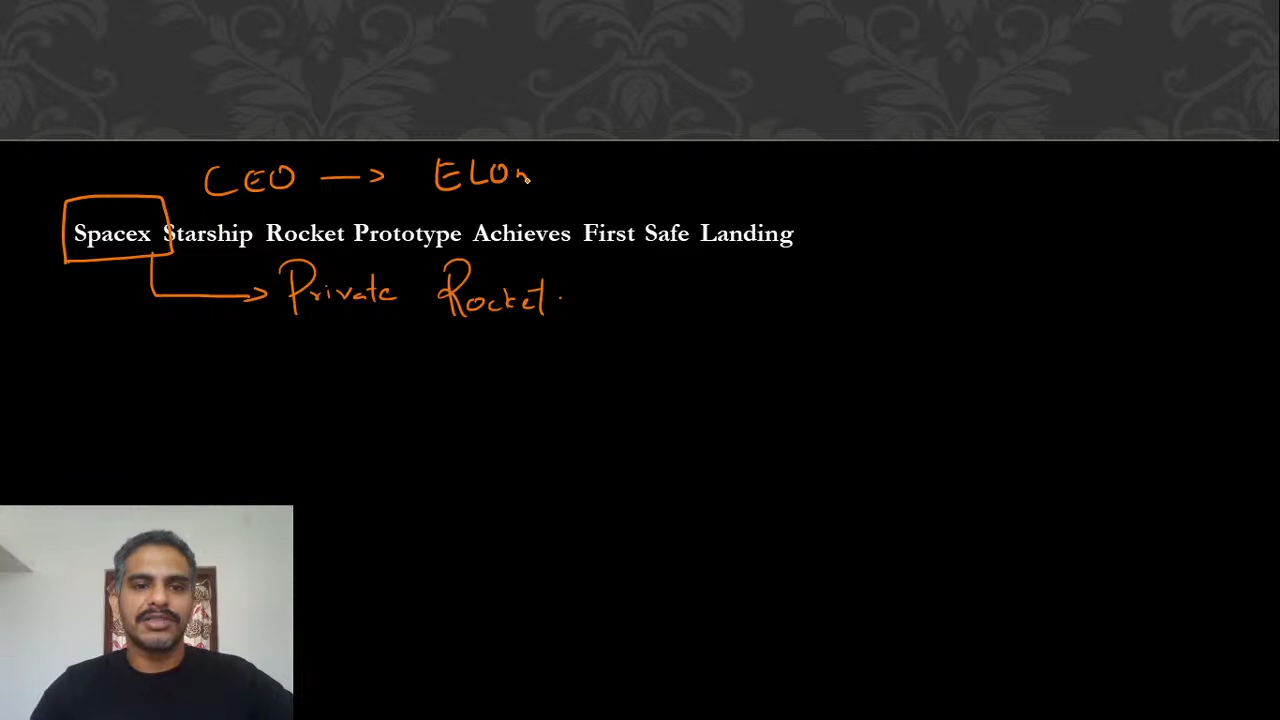 CEO → ELOn
Spacex Starship Rocket Prototype Achieves First Safe Landing
→ Private Rocket.